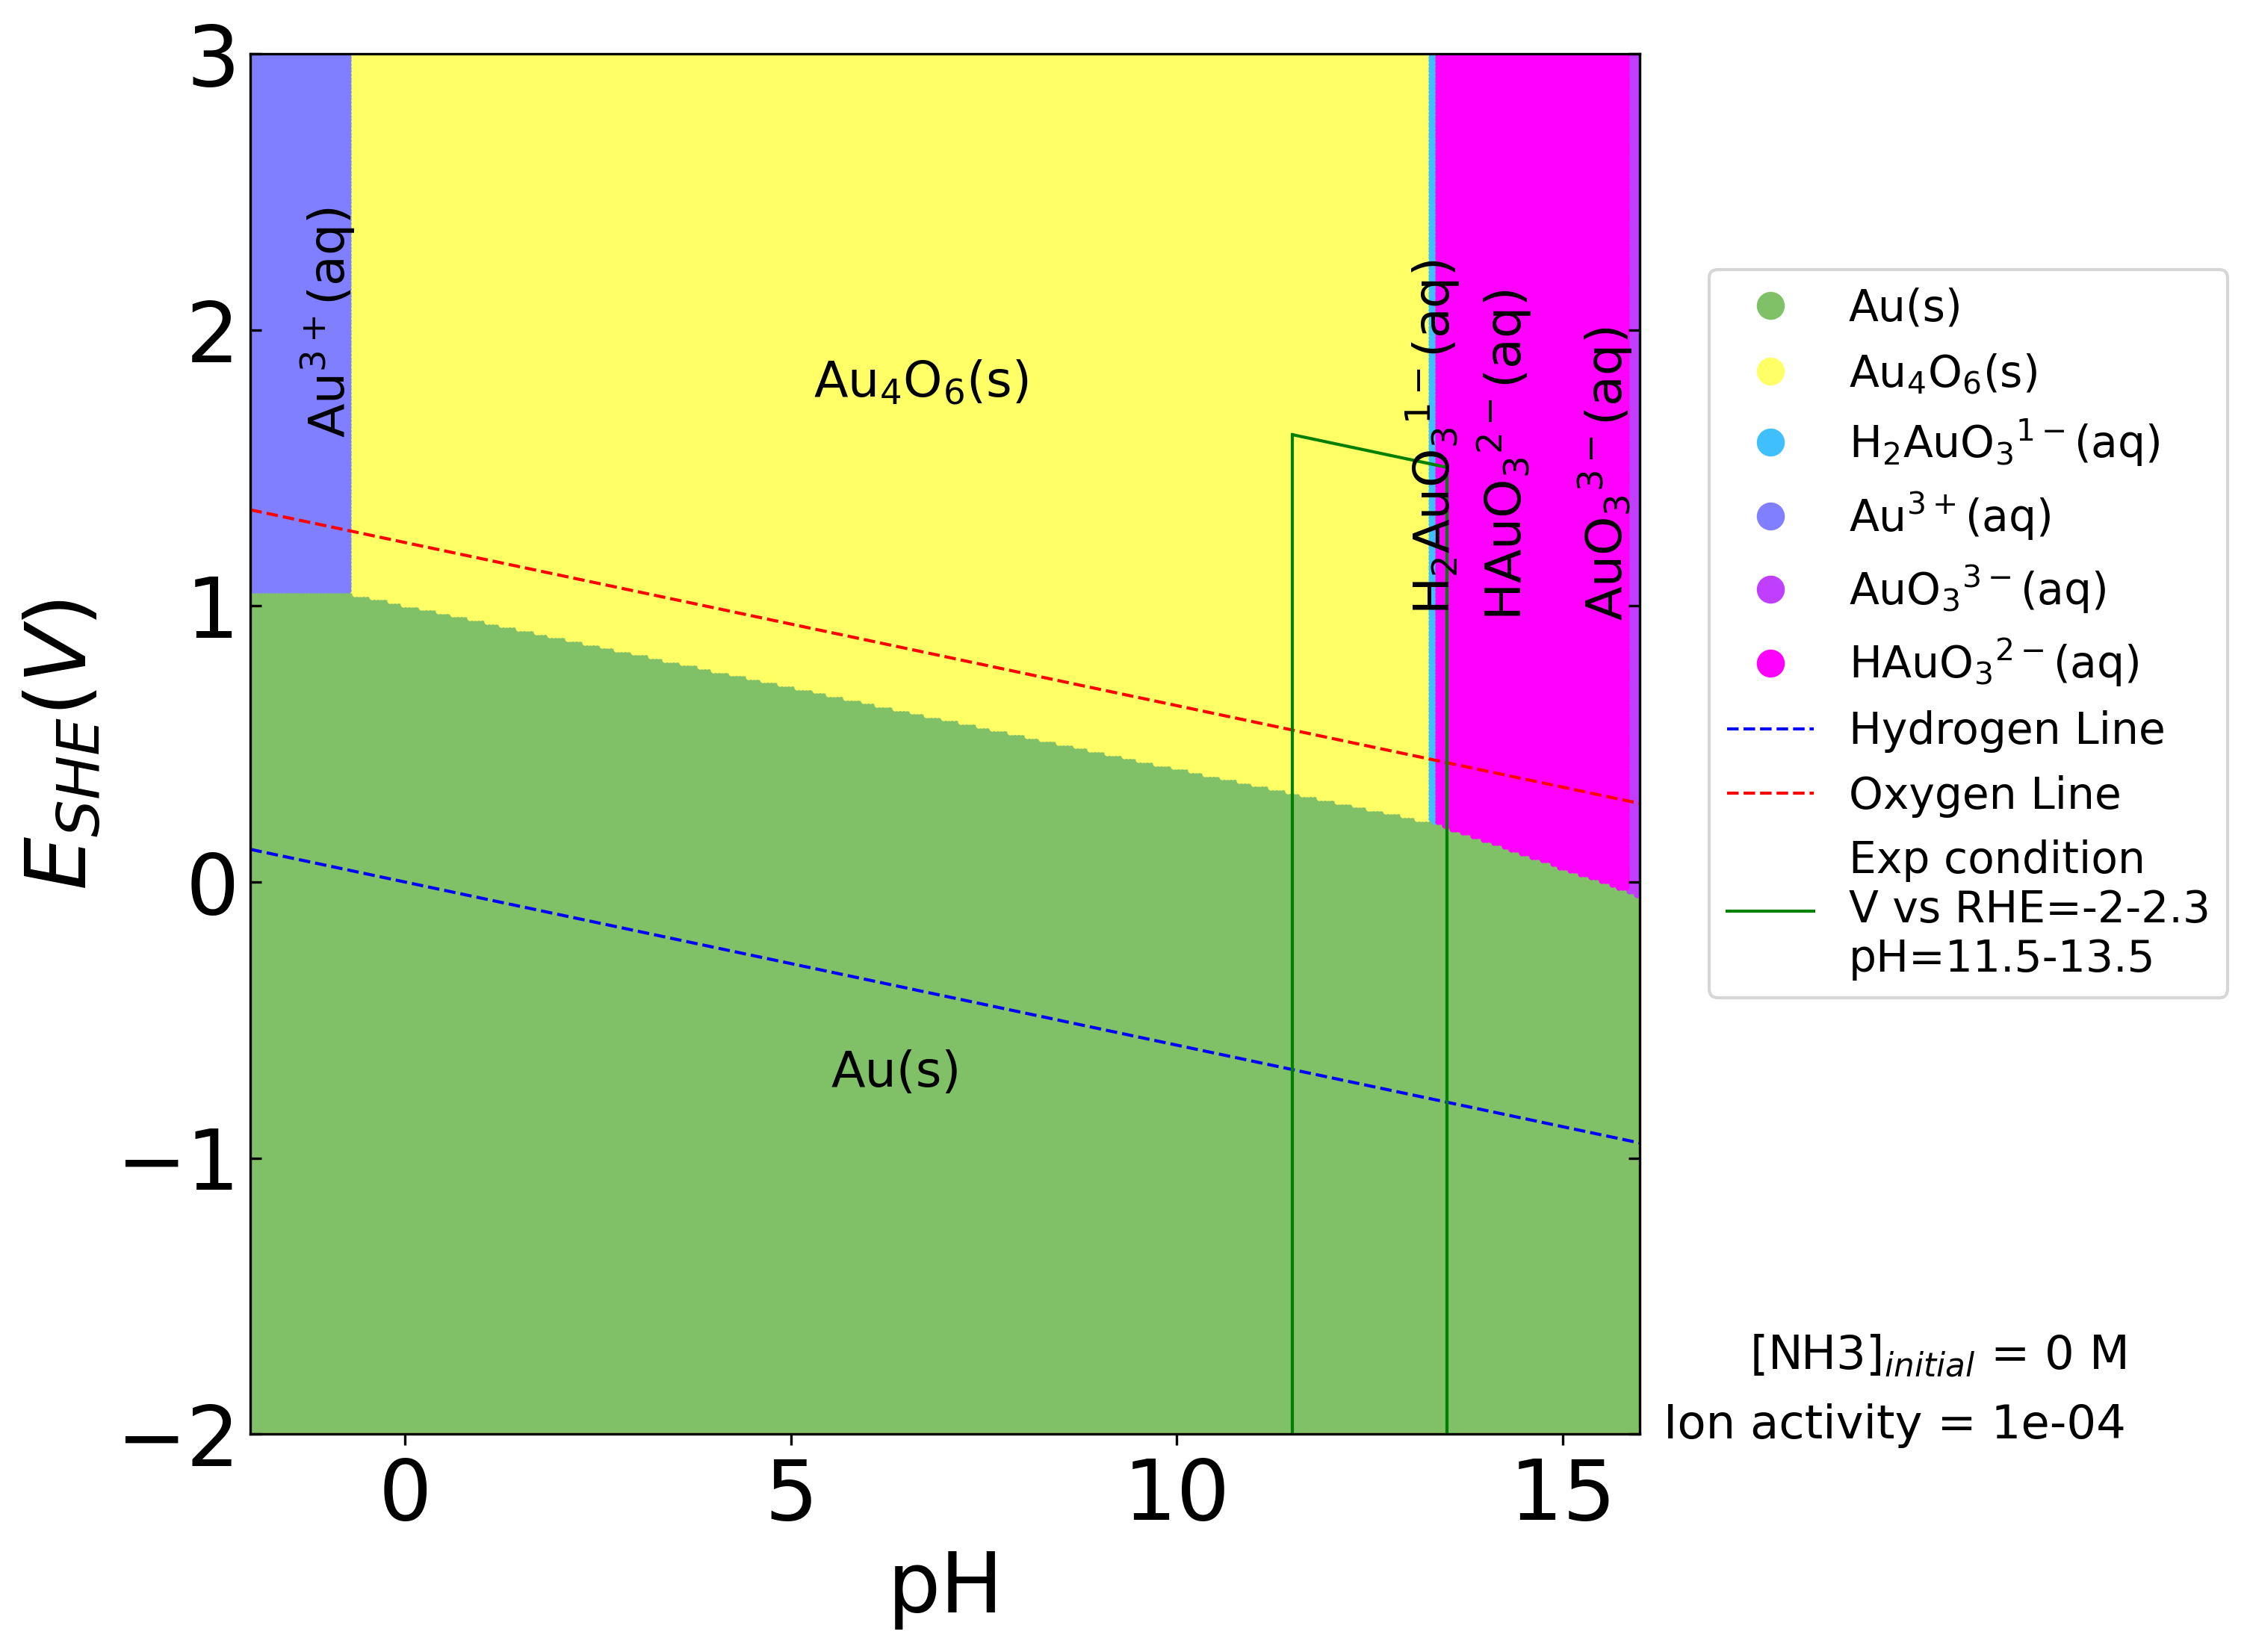 3
2
1
0
−1
−2
E_SHE(V)
0
5
10
15
pH
Au³⁺(aq)
Au₄O₆(s)
H₂AuO₃¹⁻(aq)
HAuO₃²⁻(aq)
AuO₃³⁻(aq)
Au(s)
Au(s)
Au₄O₆(s)
H₂AuO₃¹⁻(aq)
Au³⁺(aq)
AuO₃³⁻(aq)
HAuO₃²⁻(aq)
Hydrogen Line
Oxygen Line
Exp condition
V vs RHE=-2-2.3
pH=11.5-13.5
[NH3]_initial = 0 M
Ion activity = 1e-04